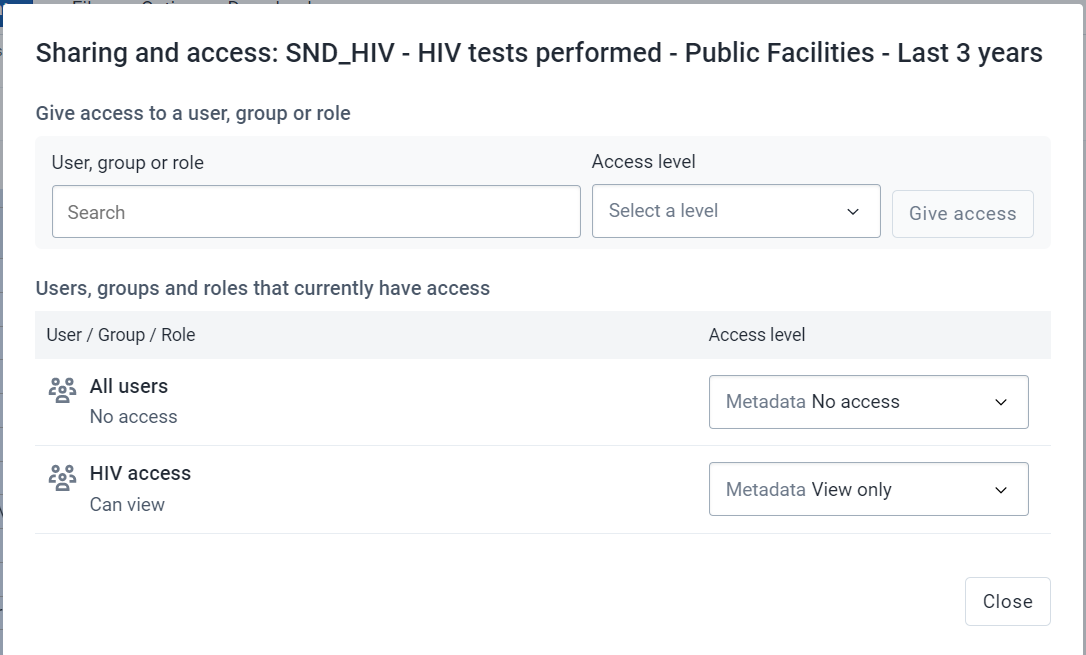 Sharing and access: SND_HIV - HIV tests performed - Public Facilities - Last 3 years
Give access to a user, group or role
User, group or role
Access level
Search
Select a level
Give access
Users, groups and roles that currently have access
User / Group / Role
Access level
All users
No access
Metadata No access
HIV access
Can view
Metadata View only
Close